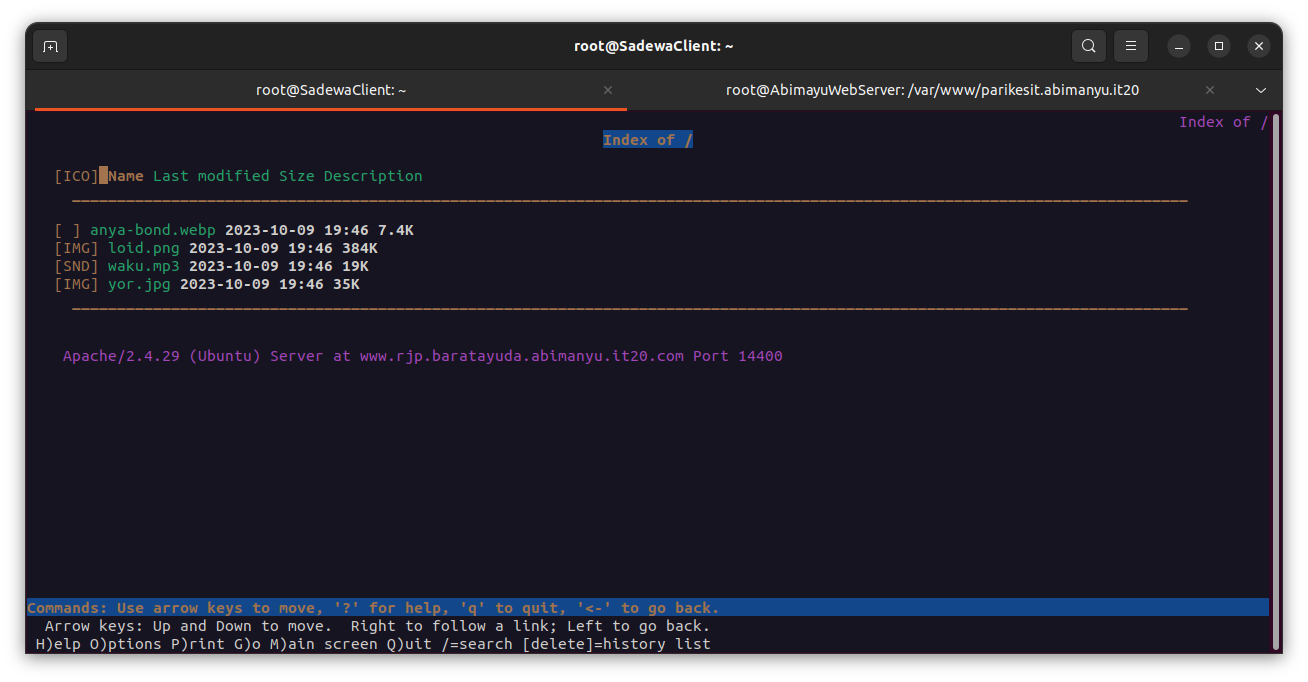 root@SadewaClient: ~
root@SadewaClient: ~
root@AbimayuWebServer: /var/www/parikesit.abimanyu.it20
Index of /
Index of /
[ICO] Name Last modified Size Description
[ ] anya-bond.webp 2023-10-09 19:46 7.4K
[IMG] loid.png 2023-10-09 19:46 384K
[SND] waku.mp3 2023-10-09 19:46 19K
[IMG] yor.jpg 2023-10-09 19:46 35K
Apache/2.4.29 (Ubuntu) Server at www.rjp.baratayuda.abimanyu.it20.com Port 14400
Commands: Use arrow keys to move, '?' for help, 'q' to quit, '<-' to go back.
Arrow keys: Up and Down to move.  Right to follow a link; Left to go back.
H)elp O)ptions P)rint G)o M)ain screen Q)uit /=search [delete]=history list